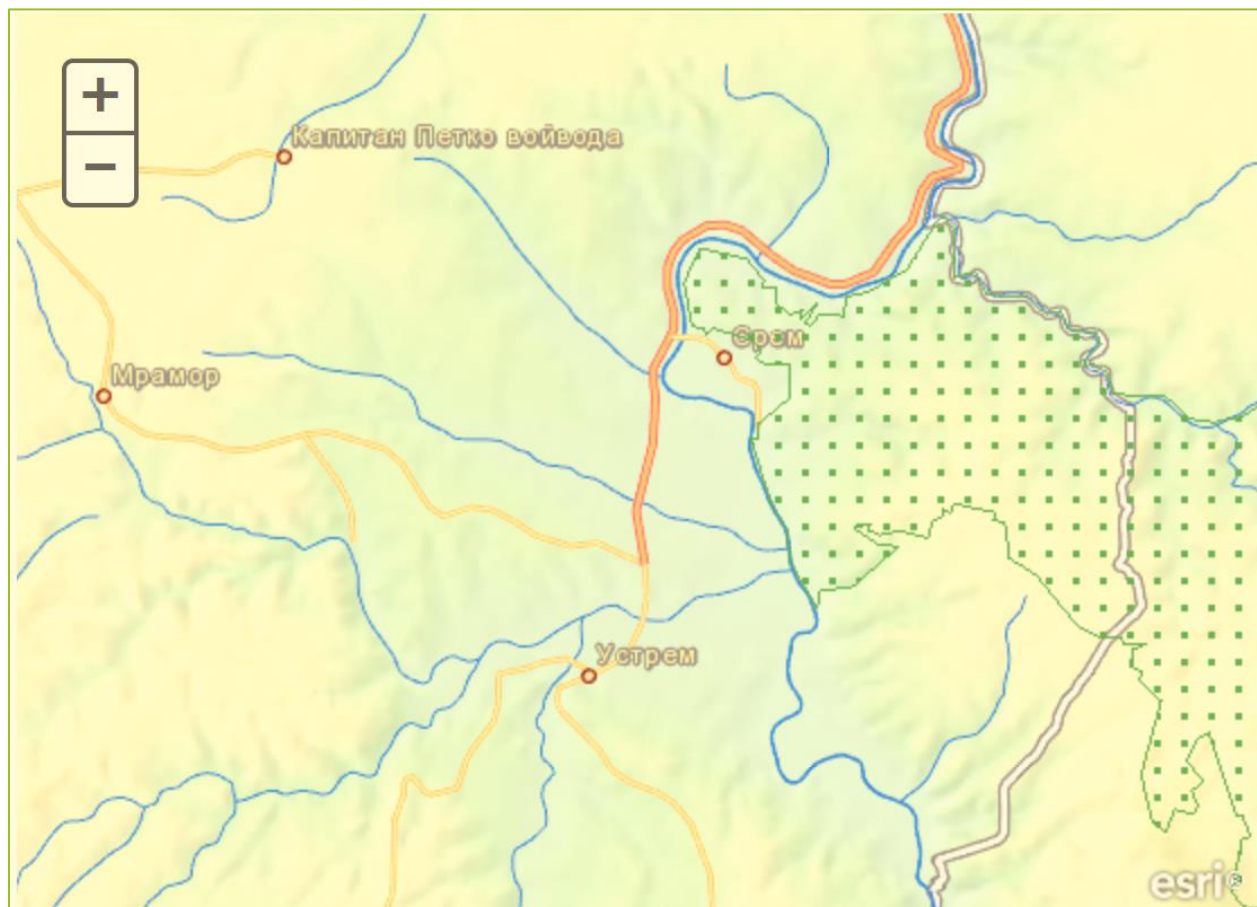 +
Капитан Петко войвода
−
Срем
Мрамор
Устрем
esri®